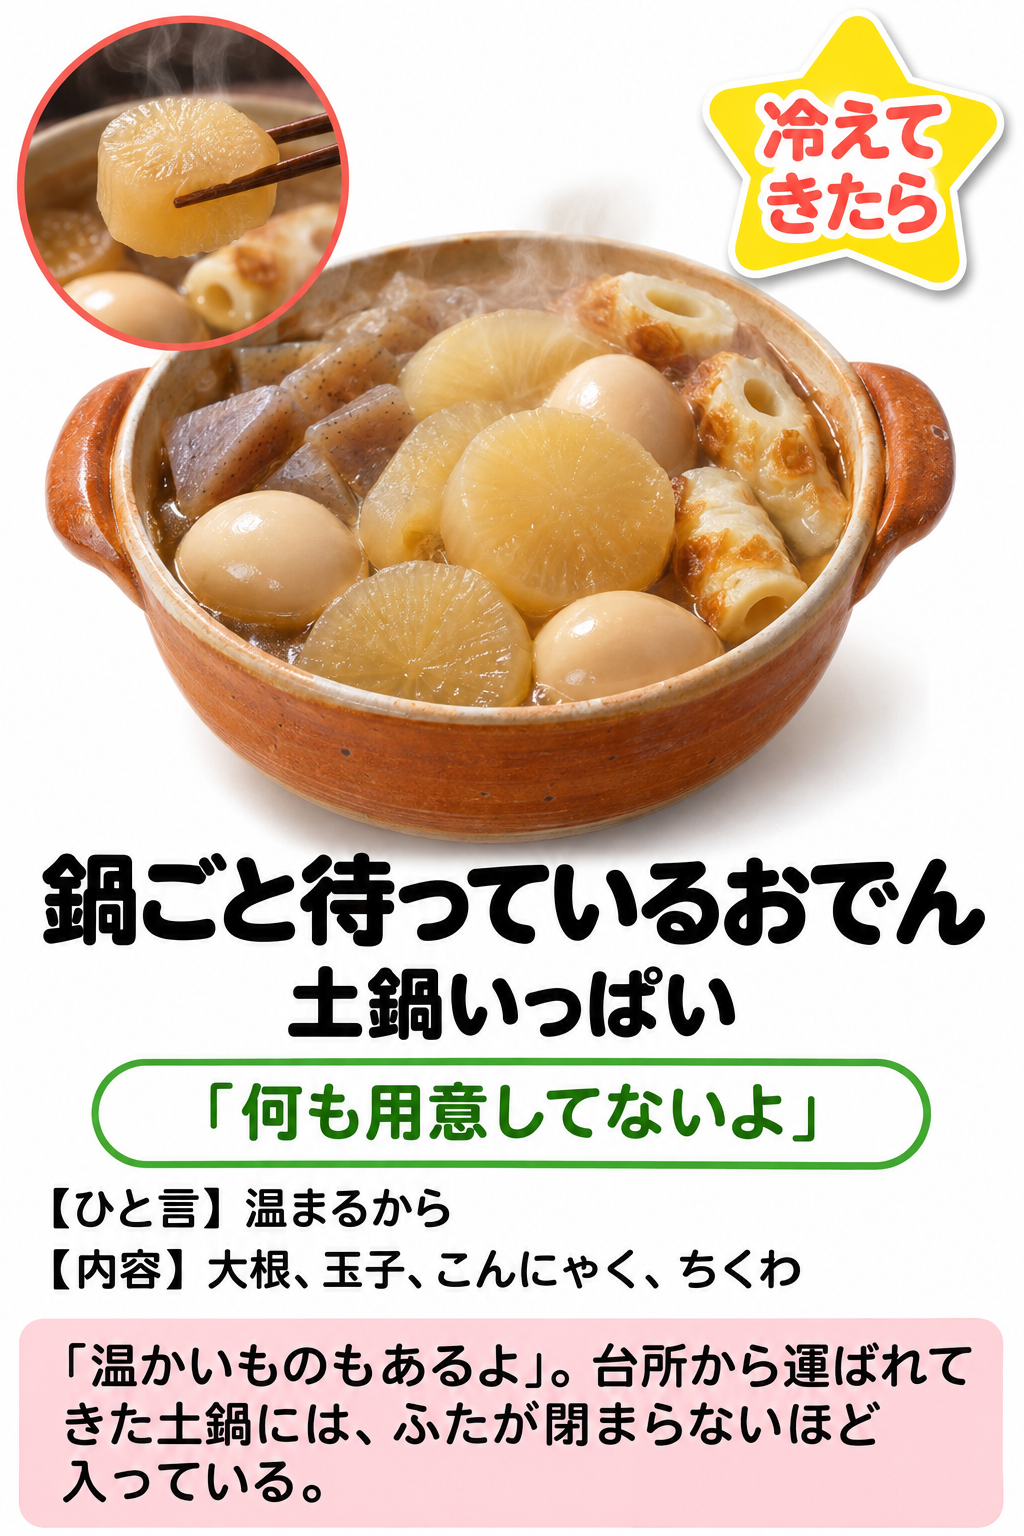 冷えて
きたら
鍋ごと待っているおでん
土鍋いっぱい
「何も用意してないよ」
【ひと言】温まるから
【内容】大根、玉子、こんにゃく、ちくわ
「温かいものもあるよ」。台所から運ばれて
きた土鍋には、ふたが閉まらないほど
入っている。